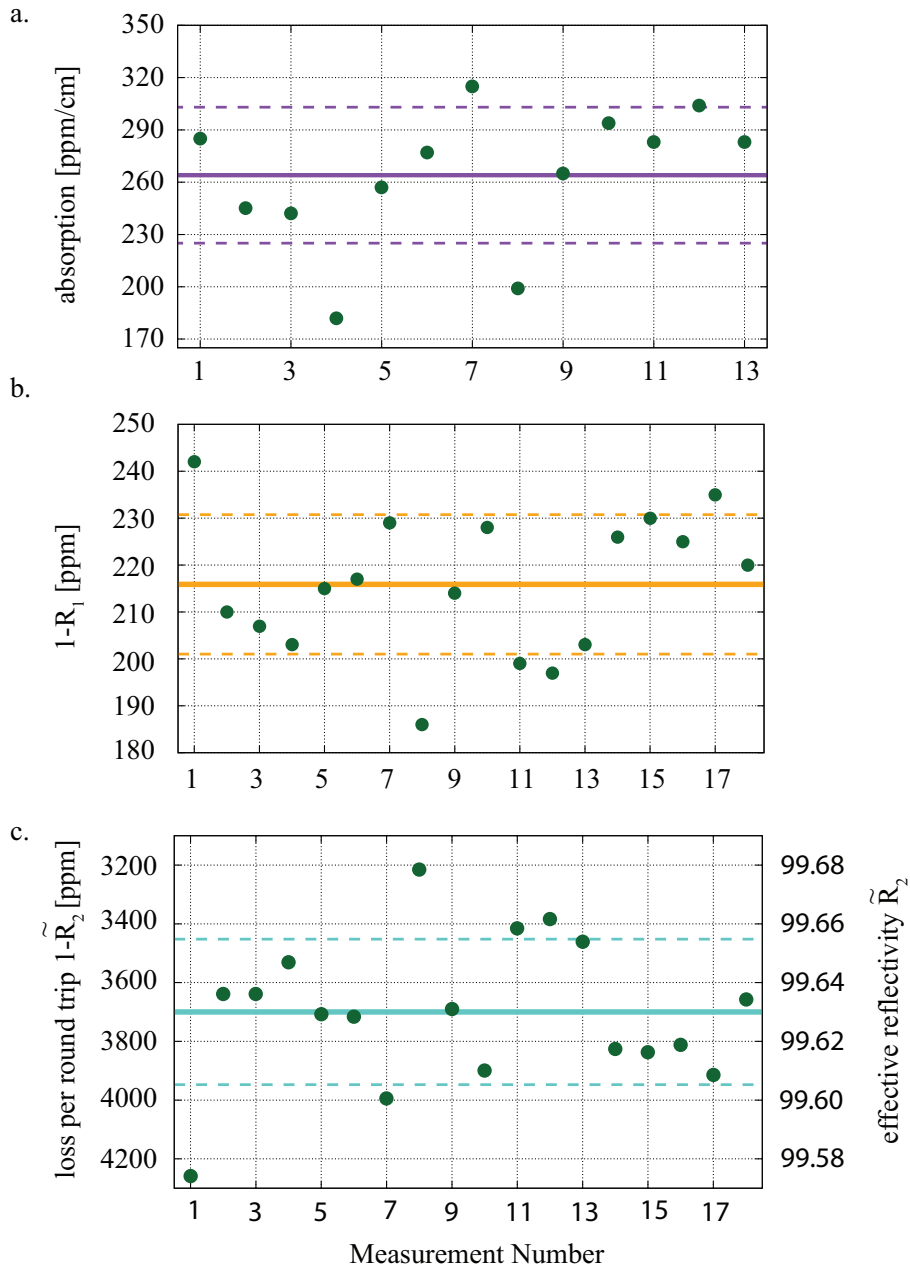 a.
350
320
290
260
230
200
170
absorption [ppm/cm]
1 3 5 7 9 11 13
b.
250
240
230
220
210
200
190
180
1-R₁ [ppm]
1 3 5 7 9 11 13 15 17
c.
3200
3400
3600
3800
4000
4200
loss per round trip 1-R̃₂ [ppm]
99.68
99.66
99.64
99.62
99.60
99.58
effective reflectivity R̃₂
1 3 5 7 9 11 13 15 17
Measurement Number